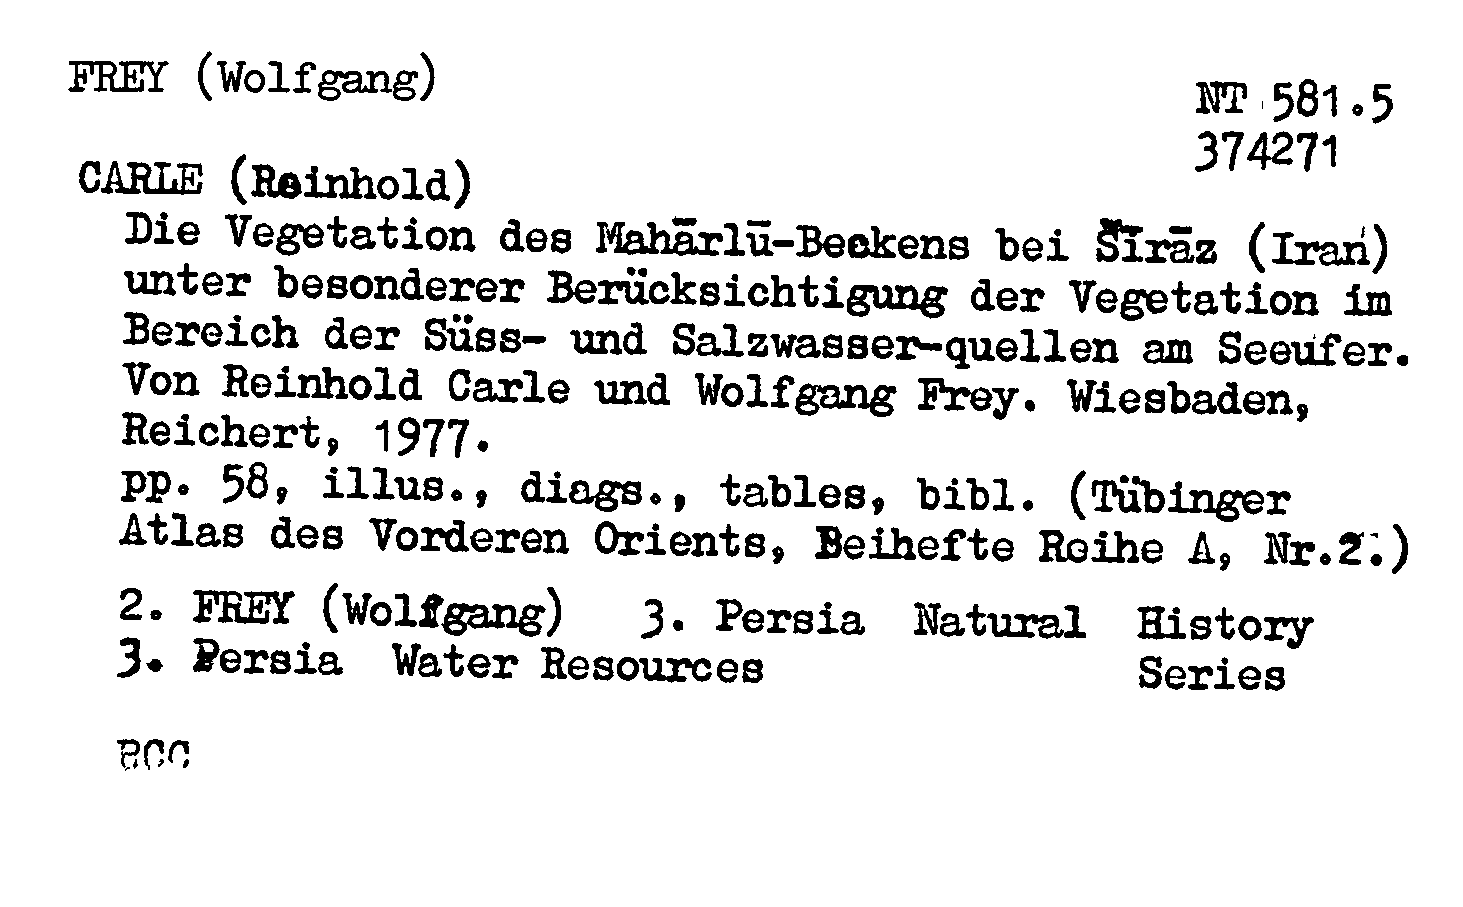 FREY (Wolfgang)
NT 581.5
374271
CARLE (Reinhold)
Die Vegetation des Mahārlū-Beckens bei Šīrāz (Iran)
unter besonderer Berücksichtigung der Vegetation im
Bereich der Süss- und Salzwasser-quellen am Seeufer.
Von Reinhold Carle und Wolfgang Frey. Wiesbaden,
Reichert, 1977.
pp. 58, illus., diags., tables, bibl. (Tübinger
Atlas des Vorderen Orients, Beihefte Reihe A, Nr.2.)
2. FREY (Wolfgang) 3. Persia Natural History
3. Persia Water Resources Series